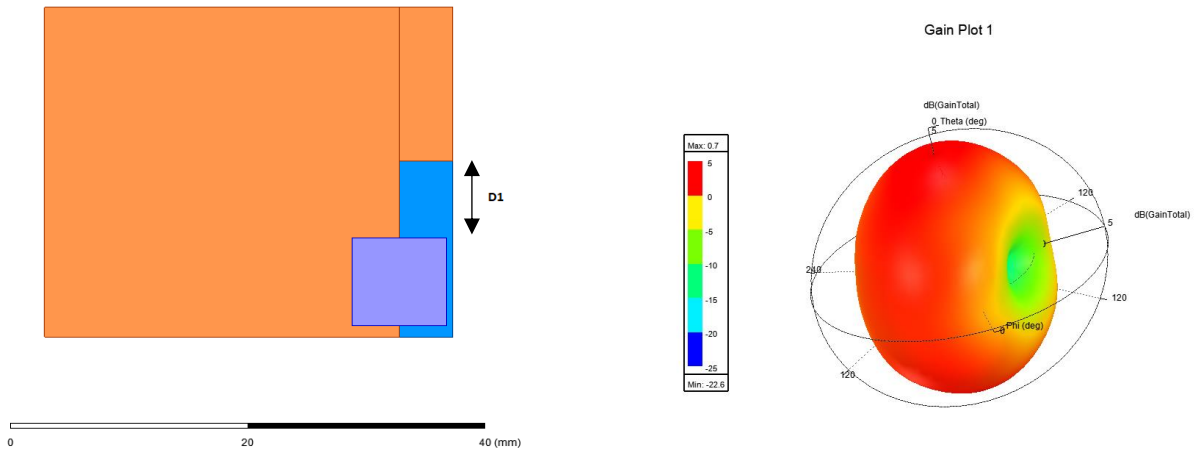 D1
0
20
40 (mm)
Gain Plot 1
Max: 0.7
5
0
-5
-10
-15
-20
-25
Min: -22.6
dB(GainTotal)
0 Theta (deg)
5
120
dB(GainTotal)
5
240
120
0 Phi (deg)
120